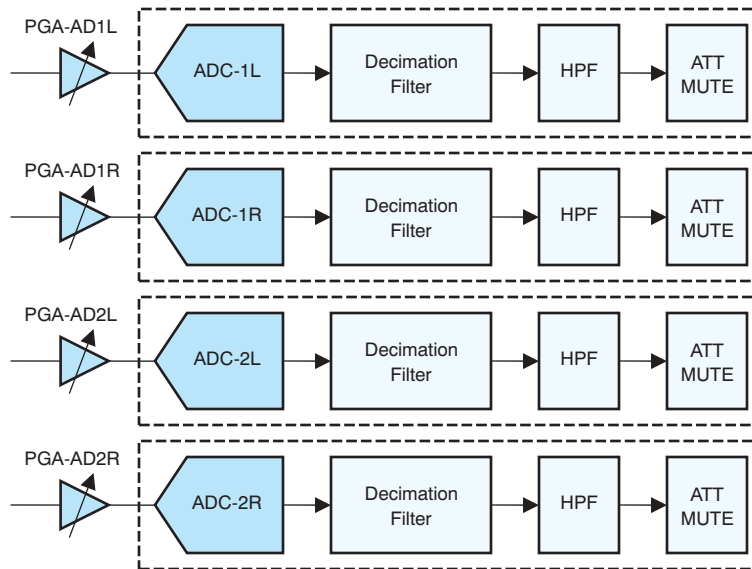 PGA-AD1L
ADC-1L
Decimation
Filter
HPF
ATT
MUTE
PGA-AD1R
ADC-1R
Decimation
Filter
HPF
ATT
MUTE
PGA-AD2L
ADC-2L
Decimation
Filter
HPF
ATT
MUTE
PGA-AD2R
ADC-2R
Decimation
Filter
HPF
ATT
MUTE